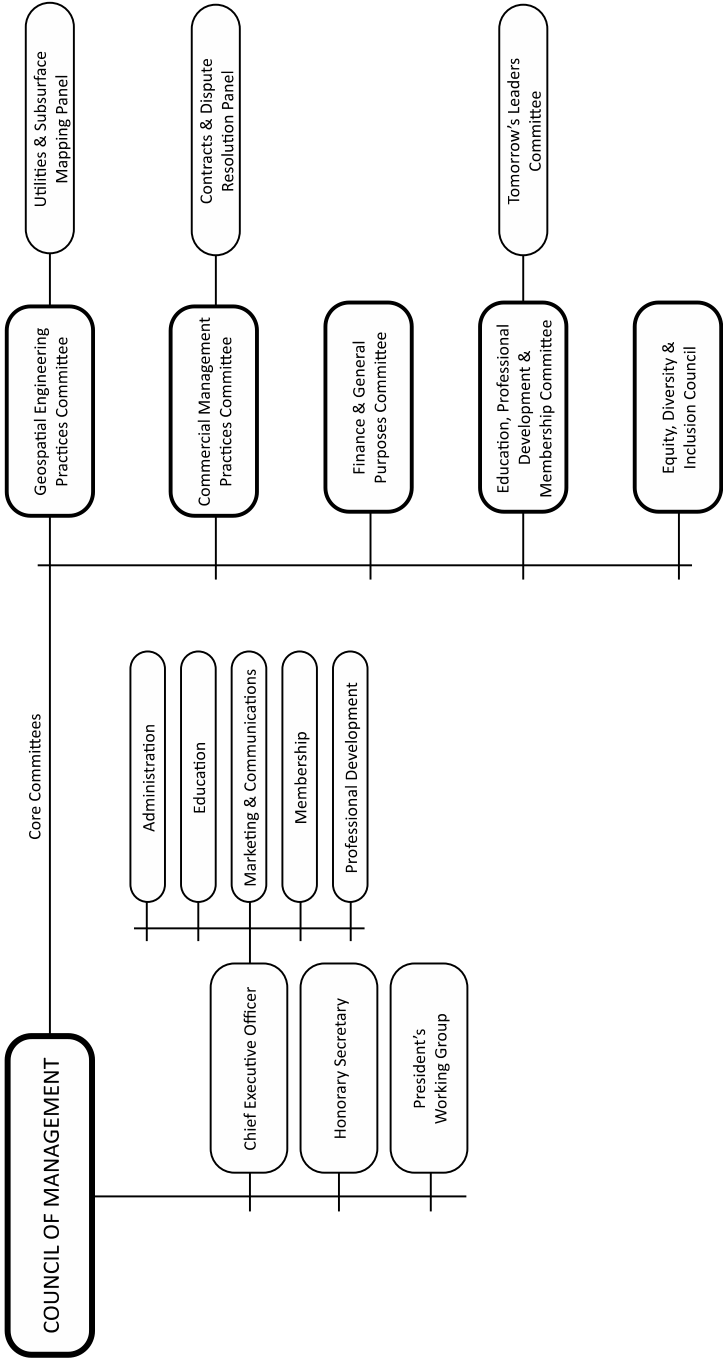 COUNCIL OF MANAGEMENT
Core Committees
Geospatial Engineering
Practices Committee
Utilities & Subsurface
Mapping Panel
Commercial Management
Practices Committee
Contracts & Dispute
Resolution Panel
Finance & General
Purposes Committee
Education, Professional
Development &
Membership Committee
Tomorrow's Leaders
Committee
Equity, Diversity &
Inclusion Council
Chief Executive Officer
Administration
Education
Marketing & Communications
Membership
Professional Development
Honorary Secretary
President's
Working Group